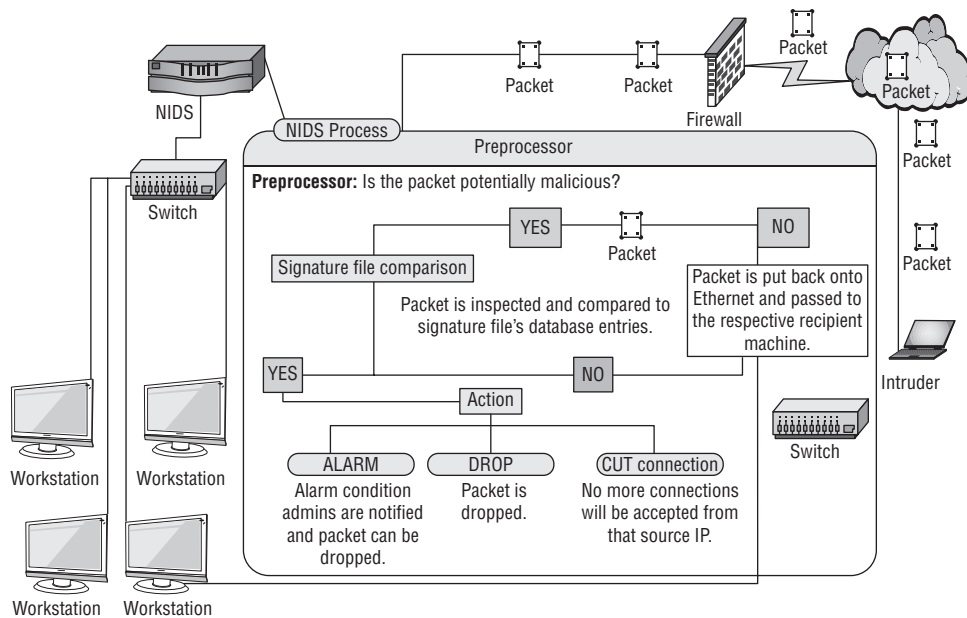 Packet
Packet
Packet
Packet
NIDS
Firewall
NIDS Process
Preprocessor
Packet
Preprocessor: Is the packet potentially malicious?
Switch
YES
NO
Packet
Packet
Signature file comparison
Packet is put back onto
Ethernet and passed to
the respective recipient
machine.
Packet is inspected and compared to
signature file's database entries.
YES
NO
Intruder
Action
Switch
Workstation
Workstation
ALARM
DROP
CUT connection
Alarm condition
admins are notified
and packet can be
dropped.
Packet is
dropped.
No more connections
will be accepted from
that source IP.
Workstation
Workstation